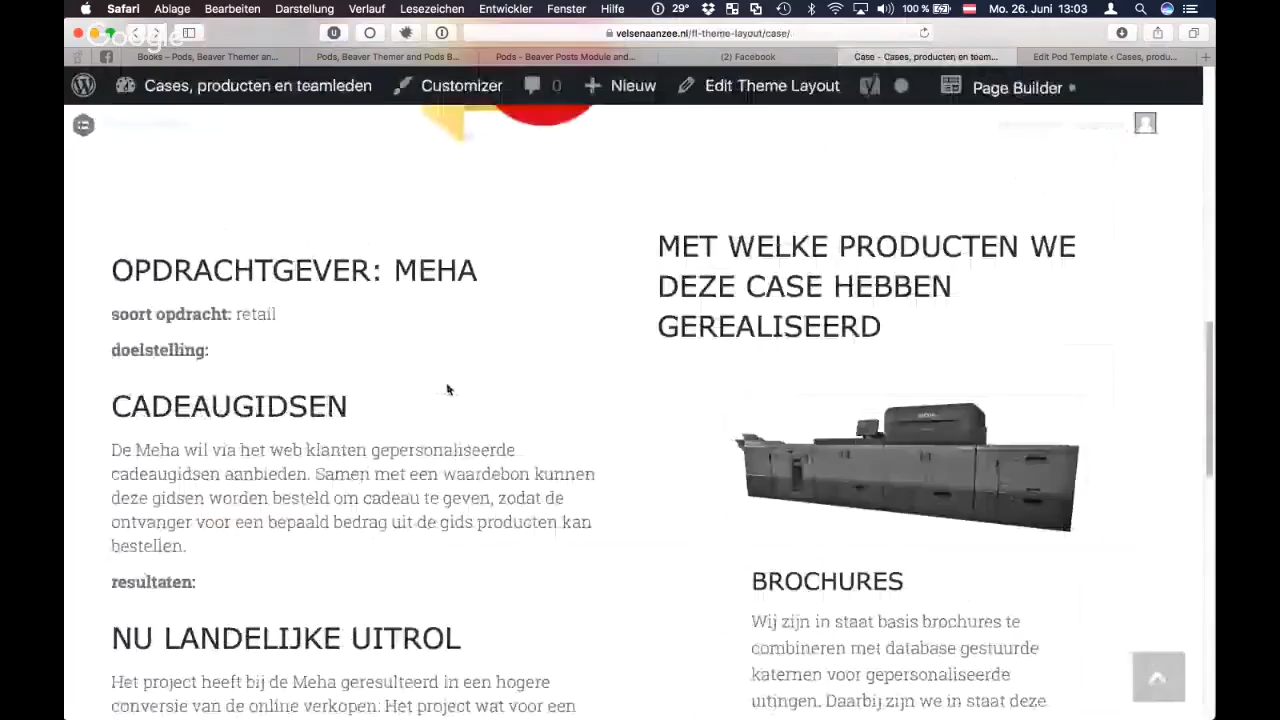 Safari Ablage Bearbeiten Darstellung Verlauf Lesezeichen Entwickler Fenster Hilfe 29° 100 % Mo. 26. Juni 13:03
Google
velsenaanzee.nl/fl-theme-layout/case/
Books – Pods, Beaver Themer an... Pods, Beaver Themer and Pods B... Pods - Beaver Posts Module and... (2) Facebook Case - Cases, producten en team... Edit Pod Template ‹ Cases, produ...
Cases, producten en teamleden Customizer 0 Nieuw Edit Theme Layout Page Builder
OPDRACHTGEVER: MEHA
soort opdracht: retail
doelstelling:
CADEAUGIDSEN
De Meha wil via het web klanten gepersonaliseerde
cadeaugidsen aanbieden. Samen met een waardebon kunnen
deze gidsen worden besteld om cadeau te geven, zodat de
ontvanger voor een bepaald bedrag uit de gids producten kan
bestellen.
resultaten:
NU LANDELIJKE UITROL
Het project heeft bij de Meha geresulteerd in een hogere
conversie van de online verkopen. Het project wat voor een
MET WELKE PRODUCTEN WE
DEZE CASE HEBBEN
GEREALISEERD
BROCHURES
Wij zijn in staat basis brochures te
combineren met database gestuurde
katernen voor gepersonaliseerde
uitingen. Daarbij zijn we in staat deze